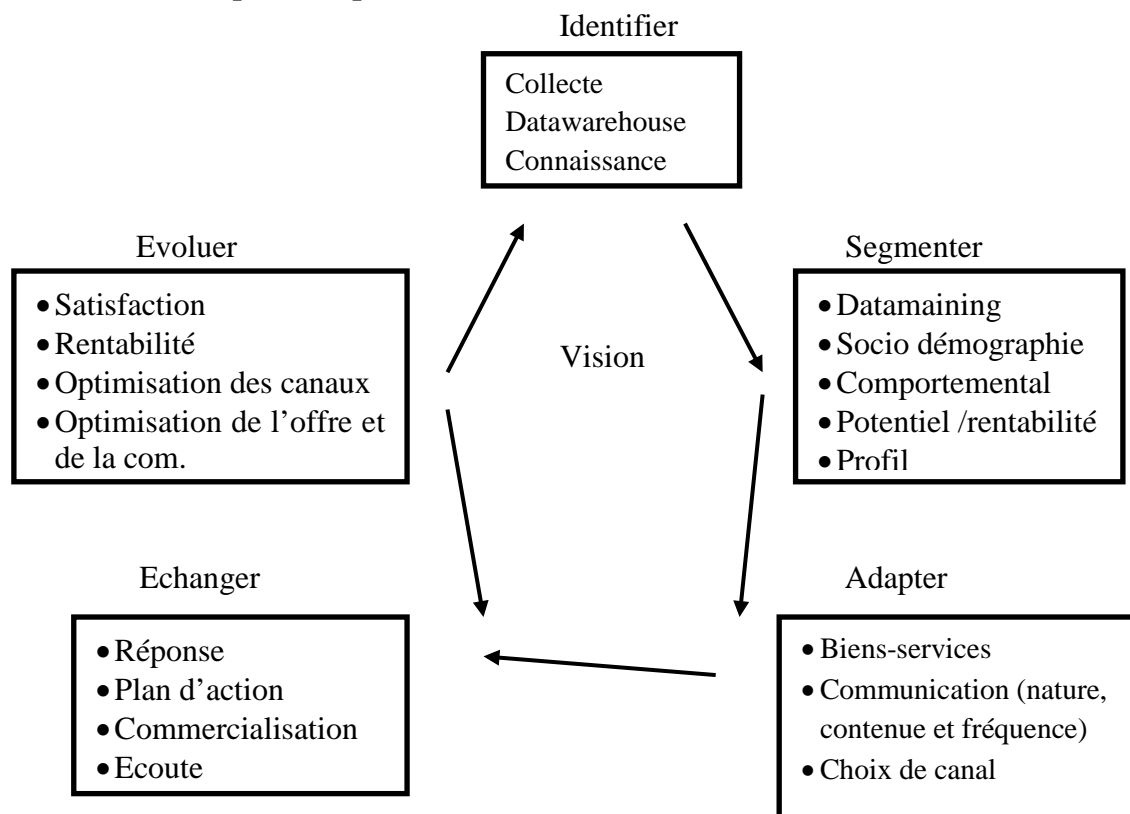 Identifier
Collecte
Datawarehouse
Connaissance
Evoluer
• Satisfaction
• Rentabilité
• Optimisation des canaux
• Optimisation de l’offre et
de la com.
Vision
Segmenter
• Datamaining
• Socio démographie
• Comportemental
• Potentiel /rentabilité
• Profil
Echanger
• Réponse
• Plan d’action
• Commercialisation
• Ecoute
Adapter
• Biens-services
• Communication (nature,
contenue et fréquence)
• Choix de canal